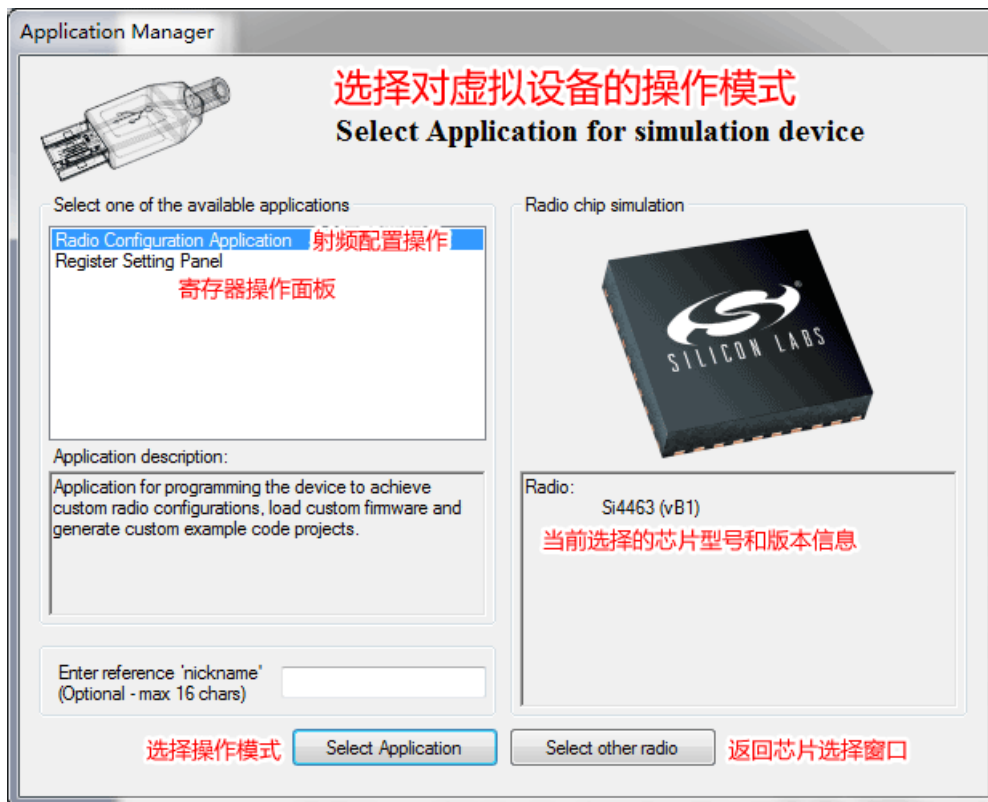 Application Manager
选择对虚拟设备的操作模式
Select Application for simulation device
Select one of the available applications
Radio Configuration Application 射频配置操作
Register Setting Panel
寄存器操作面板
Application description:
Application for programming the device to achieve
custom radio configurations, load custom firmware and
generate custom example code projects.
Enter reference 'nickname'
(Optional - max 16 chars)
Radio chip simulation
SILICON LABS
Radio:
Si4463 (vB1)
当前选择的芯片型号和版本信息
选择操作模式 Select Application Select other radio 返回芯片选择窗口